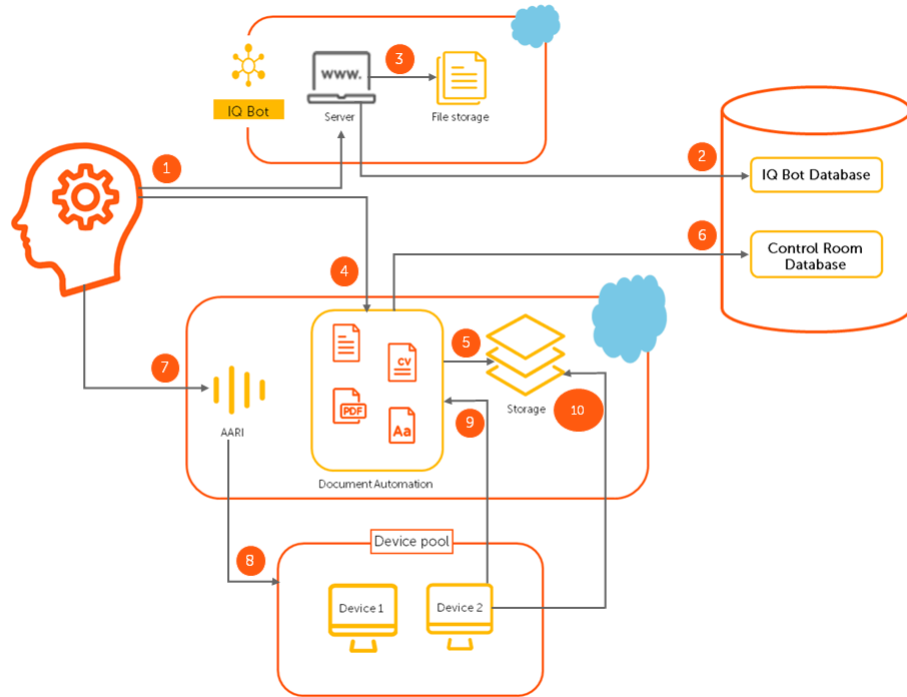 WWW.
3
IQ Bot
Server
File storage
1
2
IQ Bot Database
6
Control Room
Database
4
7
5
CV
PDF
Aa
Storage
10
9
AARI
Document Automation
Device pool
8
Device 1
Device 2